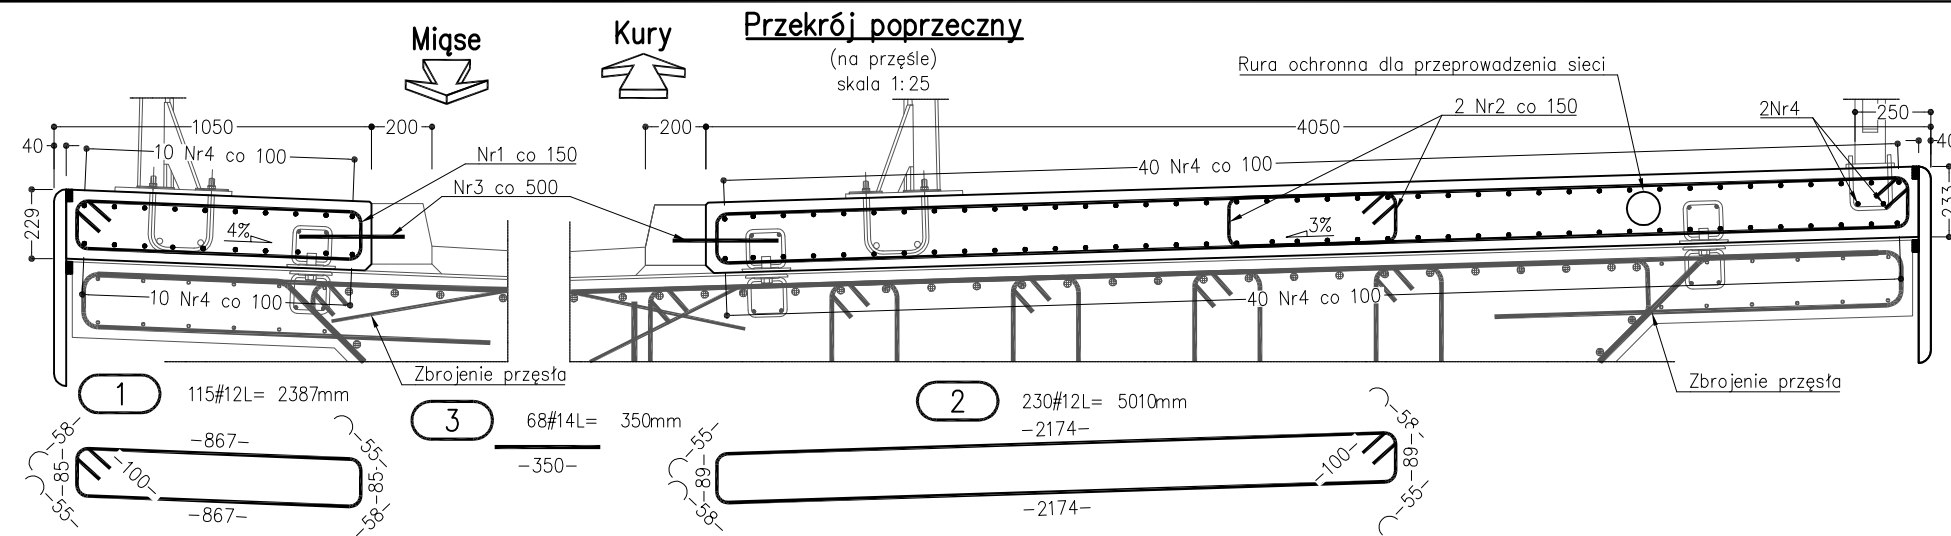 Przekrój poprzeczny
(na przęśle)
skala 1:25
Miąse
Kury
Rura ochronna dla przeprowadzenia sieci
2 Nr2 co 150
2Nr4
250
1050
200
200
4050
40
40
10 Nr4 co 100
Nr1 co 150
Nr3 co 500
40 Nr4 co 100
229
4%
3%
233
10 Nr4 co 100
40 Nr4 co 100
Zbrojenie przęsła
Zbrojenie przęsła
1
115#12L= 2387mm
3
68#14L= 350mm
2
230#12L= 5010mm
-58-
-867-
-55-
-85-
-100-
-85-
-55-
-867-
-58-
-350-
-55-
-2174-
-58-
-89-
-100-
-89-
-58-
-2174-
-55-